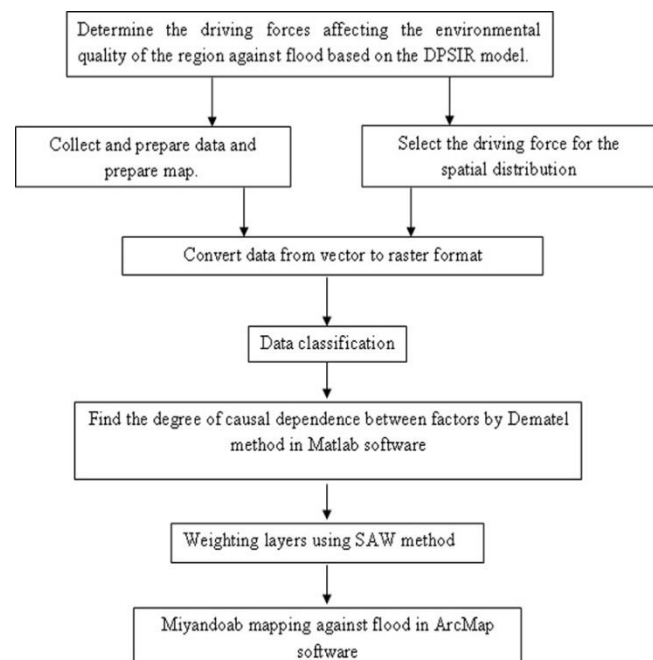 Determine the driving forces affecting the environmental
quality of the region against flood based on the DPSIR model.
Collect and prepare data and
prepare map.
Select the driving force for the
spatial distribution
Convert data from vector to raster format
Data classification
Find the degree of causal dependence between factors by Dematel
method in Matlab software
Weighting layers using SAW method
Miyandoab mapping against flood in ArcMap
software